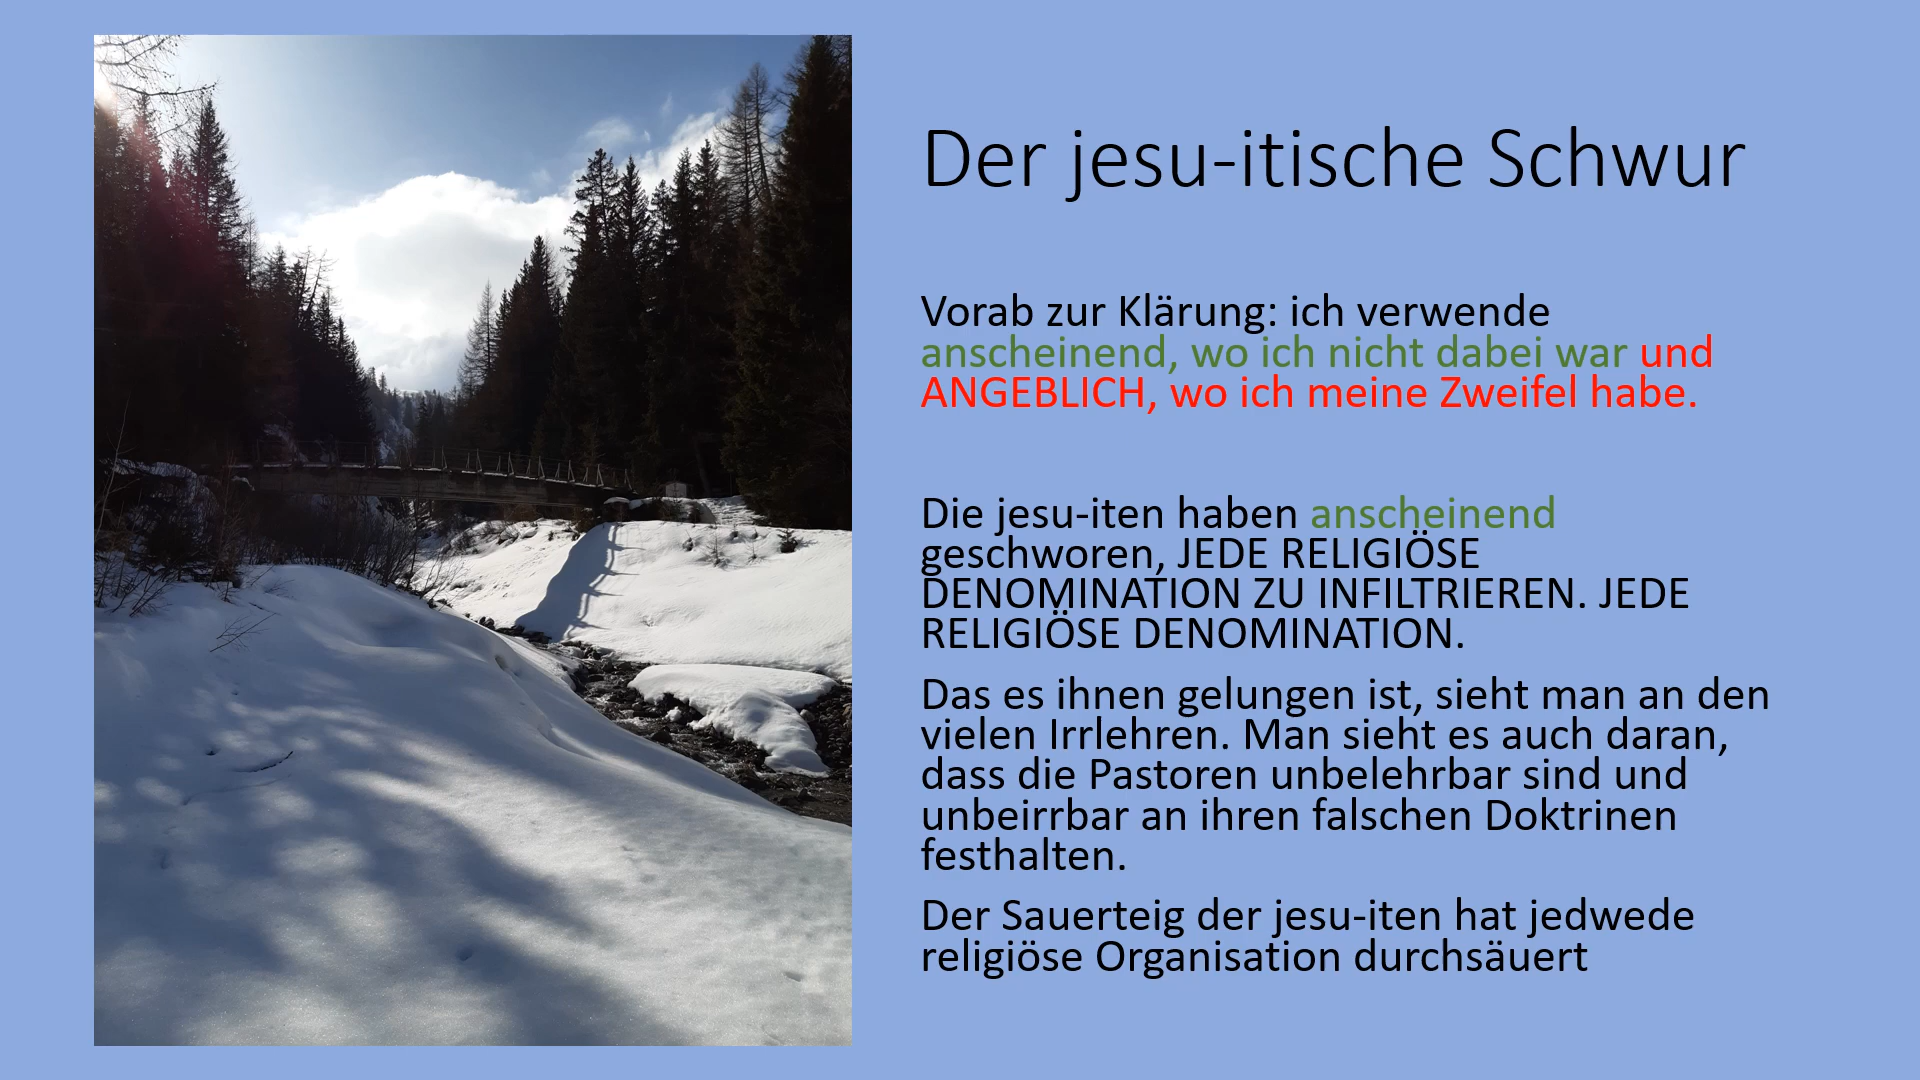 Der jesu-itische Schwur
Vorab zur Klärung: ich verwende
anscheinend, wo ich nicht dabei war und
ANGEBLICH, wo ich meine Zweifel habe.
Die jesu-iten haben anscheinend
geschworen, JEDE RELIGIÖSE
DENOMINATION ZU INFILTRIEREN. JEDE
RELIGIÖSE DENOMINATION.
Das es ihnen gelungen ist, sieht man an den
vielen Irrlehren. Man sieht es auch daran,
dass die Pastoren unbelehrbar sind und
unbeirrbar an ihren falschen Doktrinen
festhalten.
Der Sauerteig der jesu-iten hat jedwede
religiöse Organisation durchsäuert